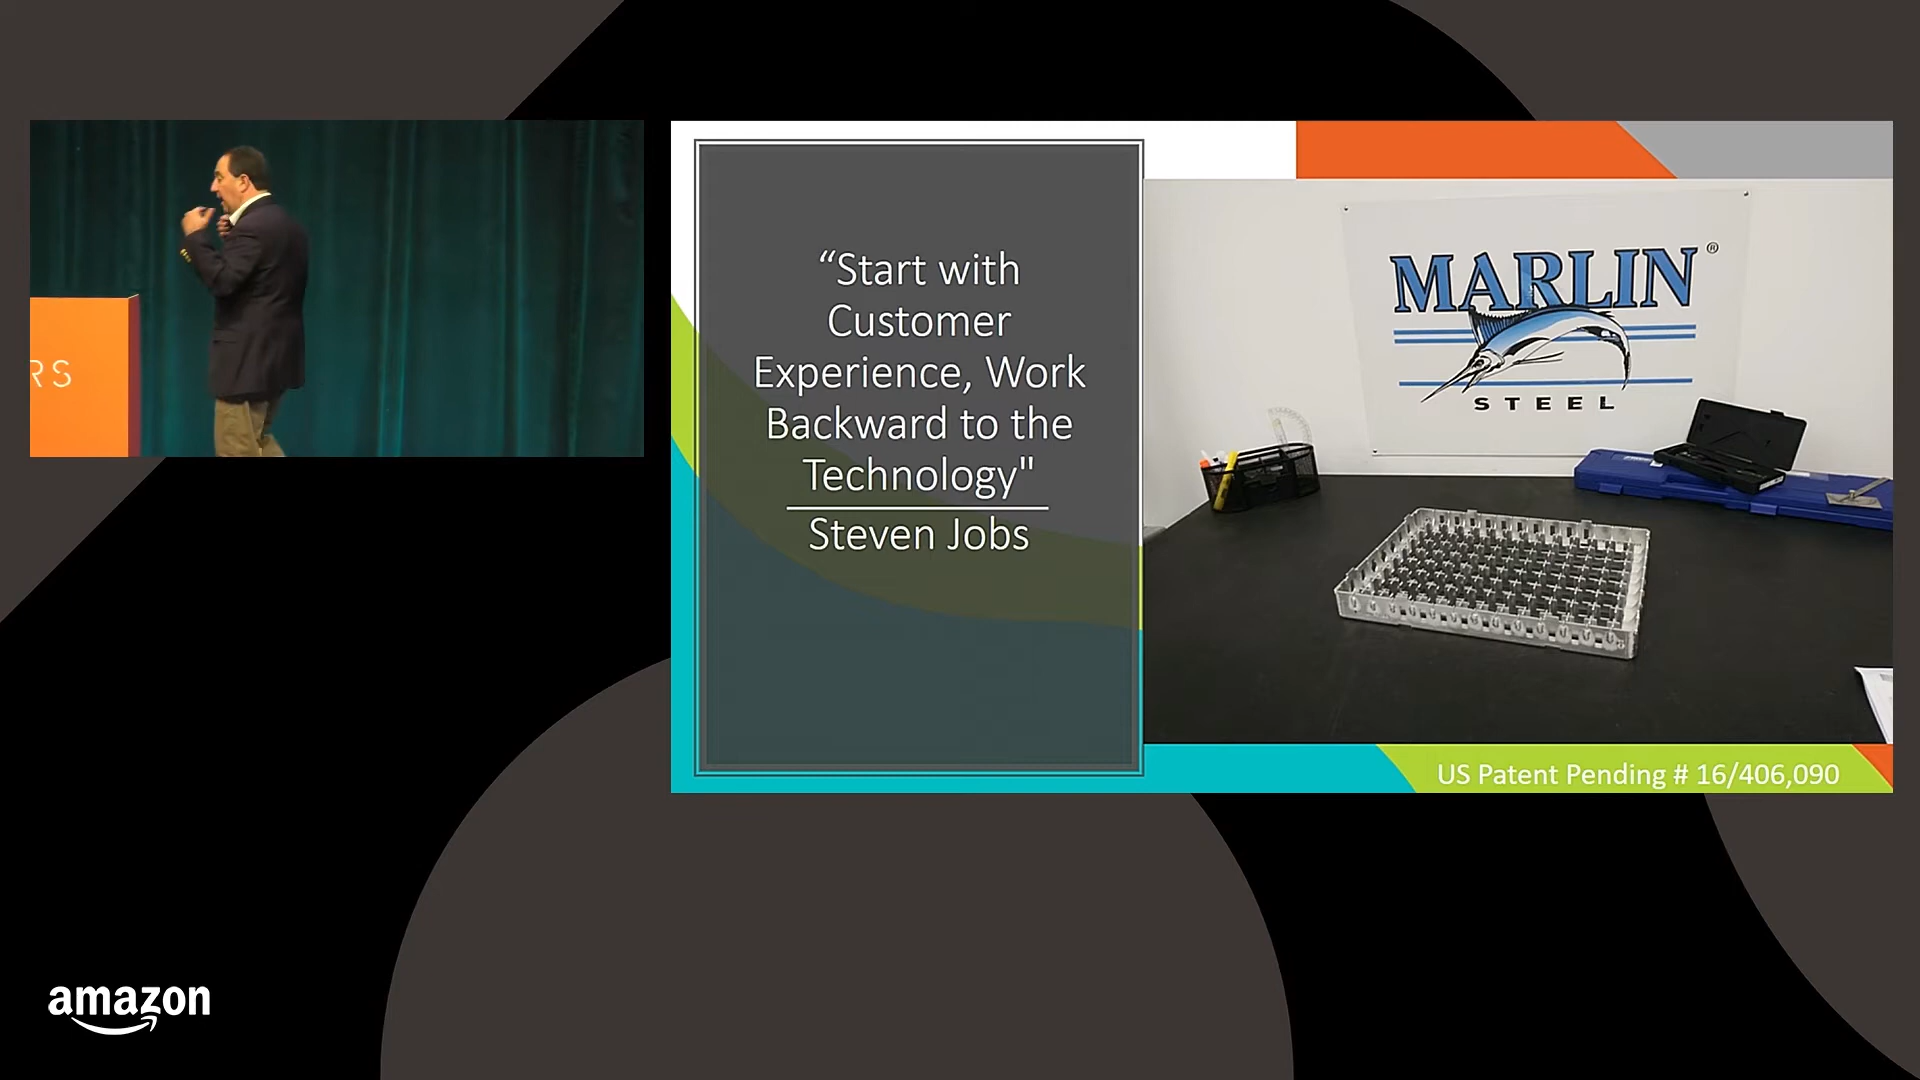 RS
“Start with
Customer
Experience, Work
Backward to the
Technology"
Steven Jobs
MARLIN®
STEEL
US Patent Pending # 16/406,090
amazon